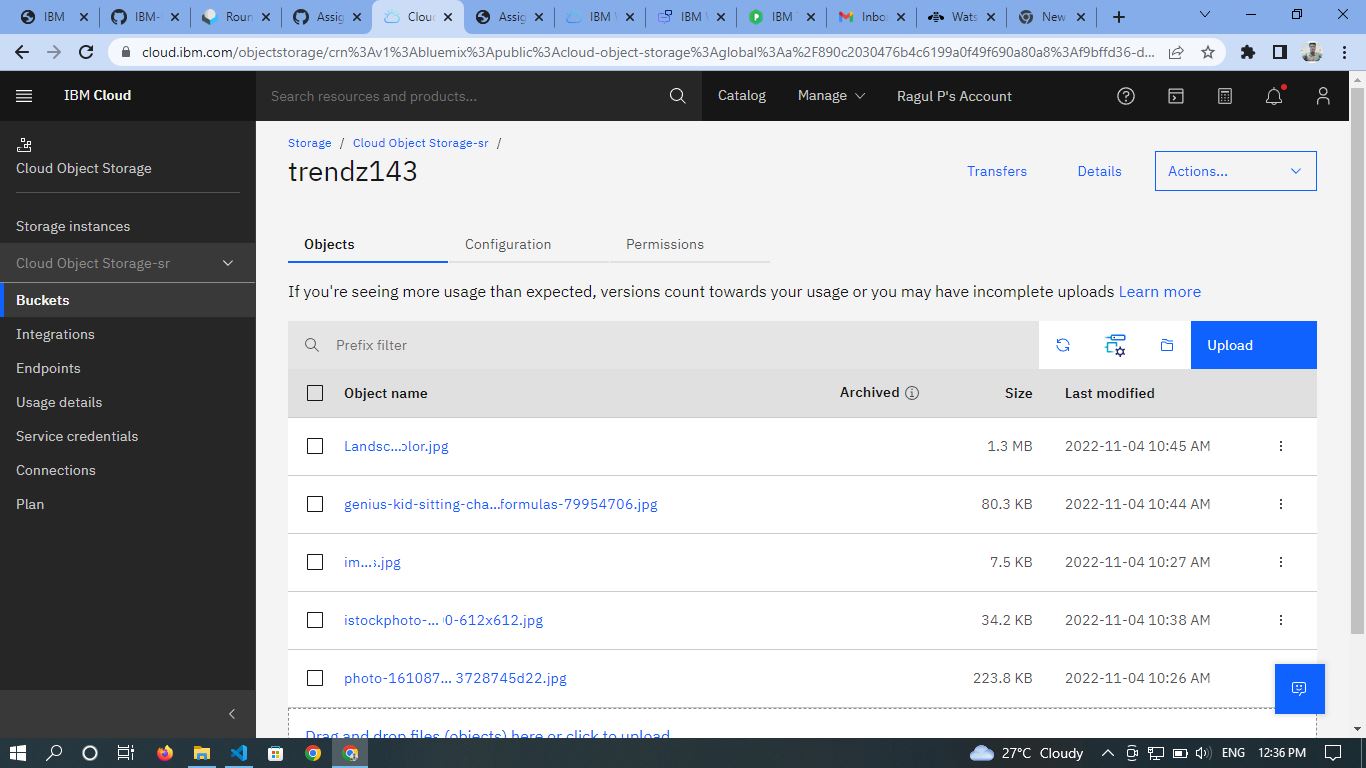 IBM
IBM-
Roun
Assig
Cloud
Assig
IBM W
IBM W
IBM
Inbo
Wats
New
cloud.ibm.com/objectstorage/crn%3Av1%3Abluemix%3Apublic%3Acloud-object-storage%3Aglobal%3Aa%2F890c2030476b4c6199a0f49f690a80a8%3Af9bffd36-d...
IBM Cloud
Search resources and products...
Catalog
Manage
Ragul P's Account
Cloud Object Storage
Storage instances
Cloud Object Storage-sr
Buckets
Integrations
Endpoints
Usage details
Service credentials
Connections
Plan
Storage / Cloud Object Storage-sr /
trendz143
Transfers
Details
Actions...
Objects
Configuration
Permissions
If you're seeing more usage than expected, versions count towards your usage or you may have incomplete uploads Learn more
Prefix filter
Upload
Object name Archived Size Last modified
Landsc...olor.jpg 1.3 MB 2022-11-04 10:45 AM
genius-kid-sitting-cha...formulas-79954706.jpg 80.3 KB 2022-11-04 10:44 AM
im...s.jpg 7.5 KB 2022-11-04 10:27 AM
istockphoto-...0-612x612.jpg 34.2 KB 2022-11-04 10:38 AM
photo-161087...3728745d22.jpg 223.8 KB 2022-11-04 10:26 AM
Drag and drop files (objects) here or click to upload
27°C Cloudy
ENG
12:36 PM